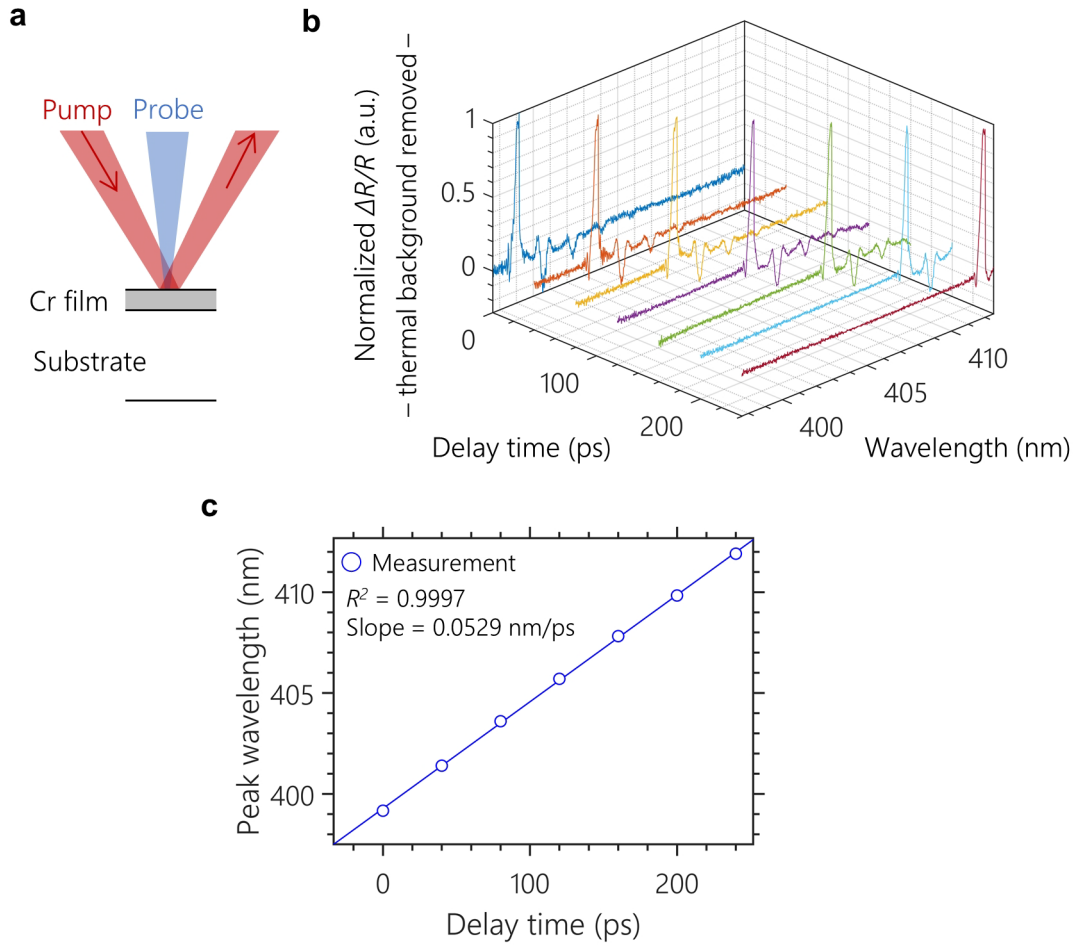 a
Pump Probe
Cr film
Substrate
b
Normalized ΔR/R (a.u.)
– thermal background removed –
1
0.5
0
0
100
200
Delay time (ps)
400
405
410
Wavelength (nm)
c
Peak wavelength (nm)
410
405
400
Measurement
R² = 0.9997
Slope = 0.0529 nm/ps
0 100 200
Delay time (ps)